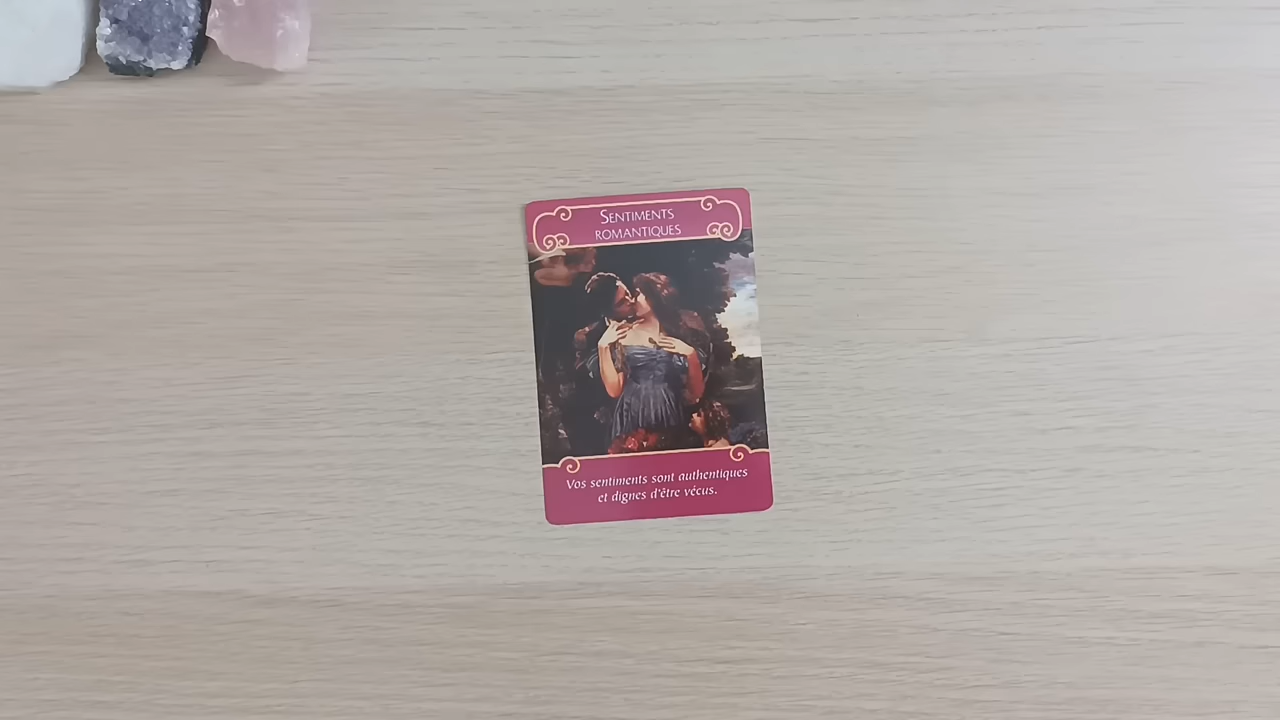 Sentiments
romantiques
Vos sentiments sont authentiques
et dignes d'être vécus.